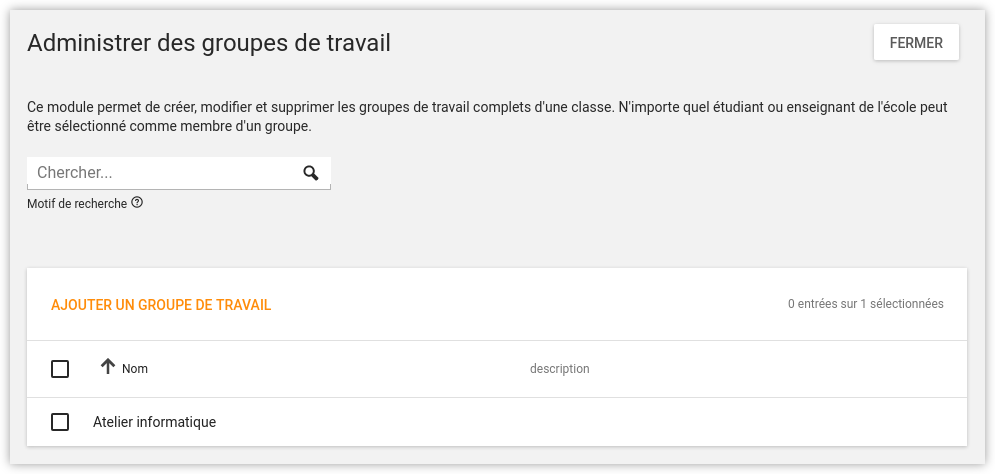 Administrer des groupes de travail
FERMER
Ce module permet de créer, modifier et supprimer les groupes de travail complets d'une classe. N'importe quel étudiant ou enseignant de l'école peut
être sélectionné comme membre d'un groupe.
Chercher...
Motif de recherche
AJOUTER UN GROUPE DE TRAVAIL
0 entrées sur 1 sélectionnées
Nom description
Atelier informatique